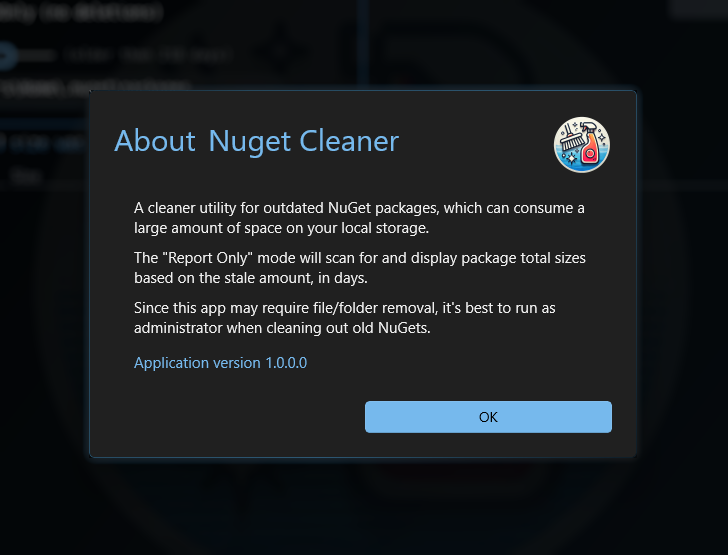 About Nuget Cleaner
A cleaner utility for outdated NuGet packages, which can consume a
large amount of space on your local storage.
The "Report Only" mode will scan for and display package total sizes
based on the stale amount, in days.
Since this app may require file/folder removal, it's best to run as
administrator when cleaning out old NuGets.
Application version 1.0.0.0
OK